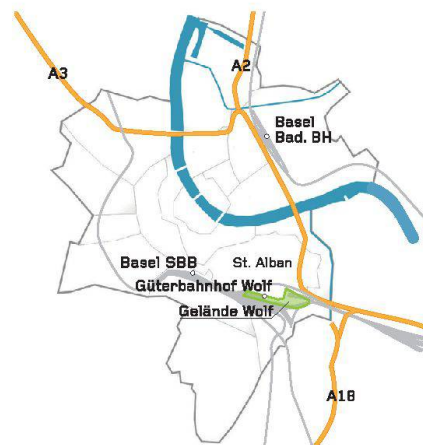 A3
A2
Basel
Bad. BH
Basel SBB
St. Alban
Güterbahnhof Wolf
Gelände Wolf
A18